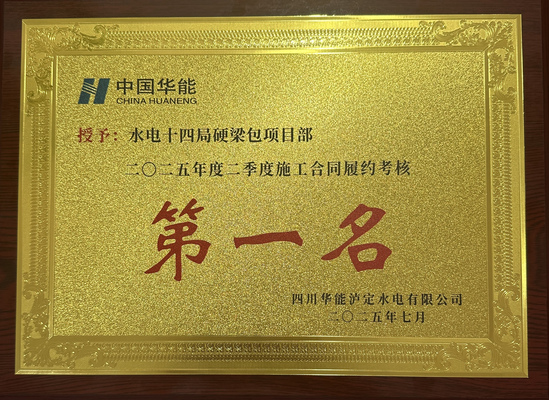 中国华能
CHINA HUANENG
授予：水电十四局硬梁包项目部
二〇二五年度二季度施工合同履约考核
第一名
四川华能泸定水电有限公司
二〇二五年七月